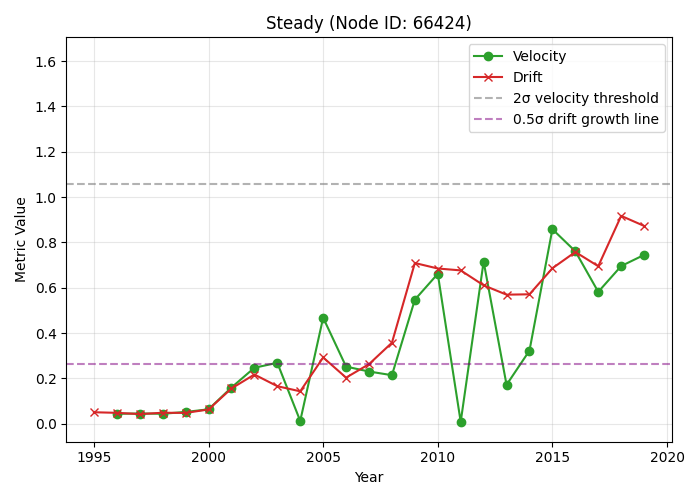 Steady (Node ID: 66424)
Velocity
Drift
2σ velocity threshold
0.5σ drift growth line
Metric Value
1.6
1.4
1.2
1.0
0.8
0.6
0.4
0.2
0.0
1995 2000 2005 2010 2015 2020
Year